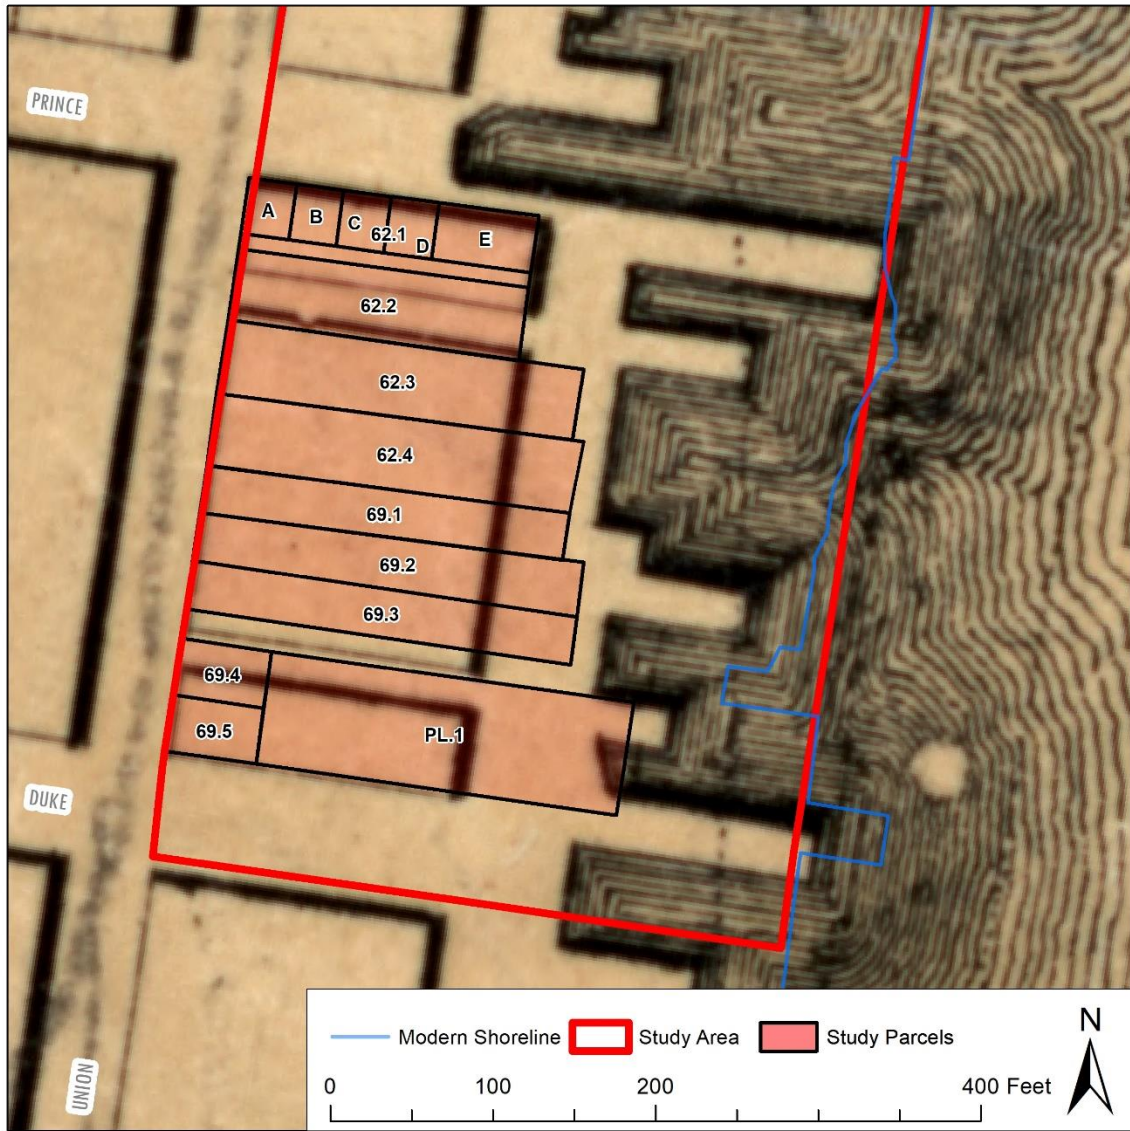 PRINCE
A
B
C
62.1
D
E
62.2
62.3
62.4
69.1
69.2
69.3
69.4
69.5
PL.1
DUKE
UNION
Modern Shoreline
Study Area
Study Parcels
N
0
100
200
400 Feet